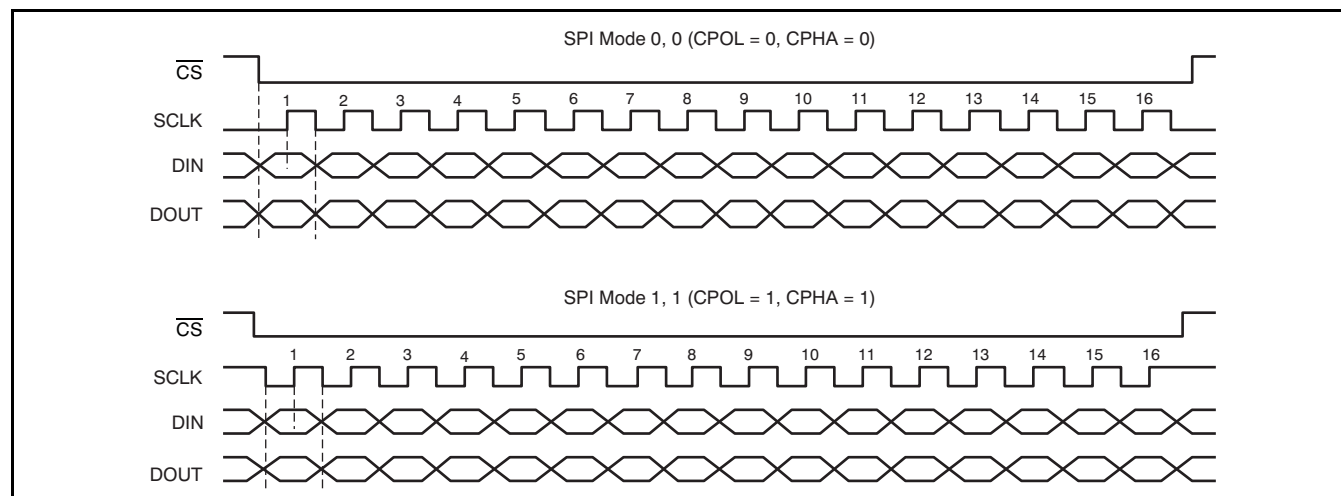 SPI Mode 0, 0 (CPOL = 0, CPHA = 0)
CS
1 2 3 4 5 6 7 8 9 10 11 12 13 14 15 16
SCLK
DIN
DOUT
SPI Mode 1, 1 (CPOL = 1, CPHA = 1)
CS
1 2 3 4 5 6 7 8 9 10 11 12 13 14 15 16
SCLK
DIN
DOUT